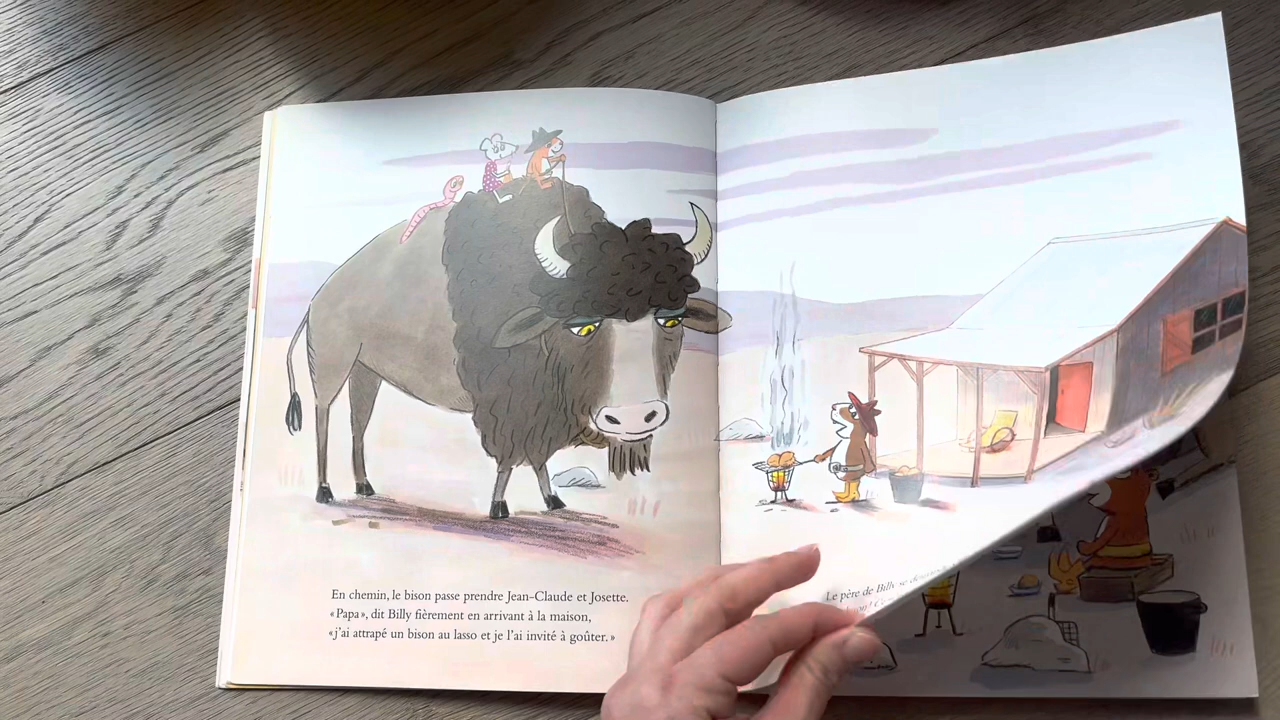 En chemin, le bison passe prendre Jean-Claude et Josette.
« Papa », dit Billy fièrement en arrivant à la maison,
« j'ai attrapé un bison au lasso et je l'ai invité à goûter. »
Le père de Billy se